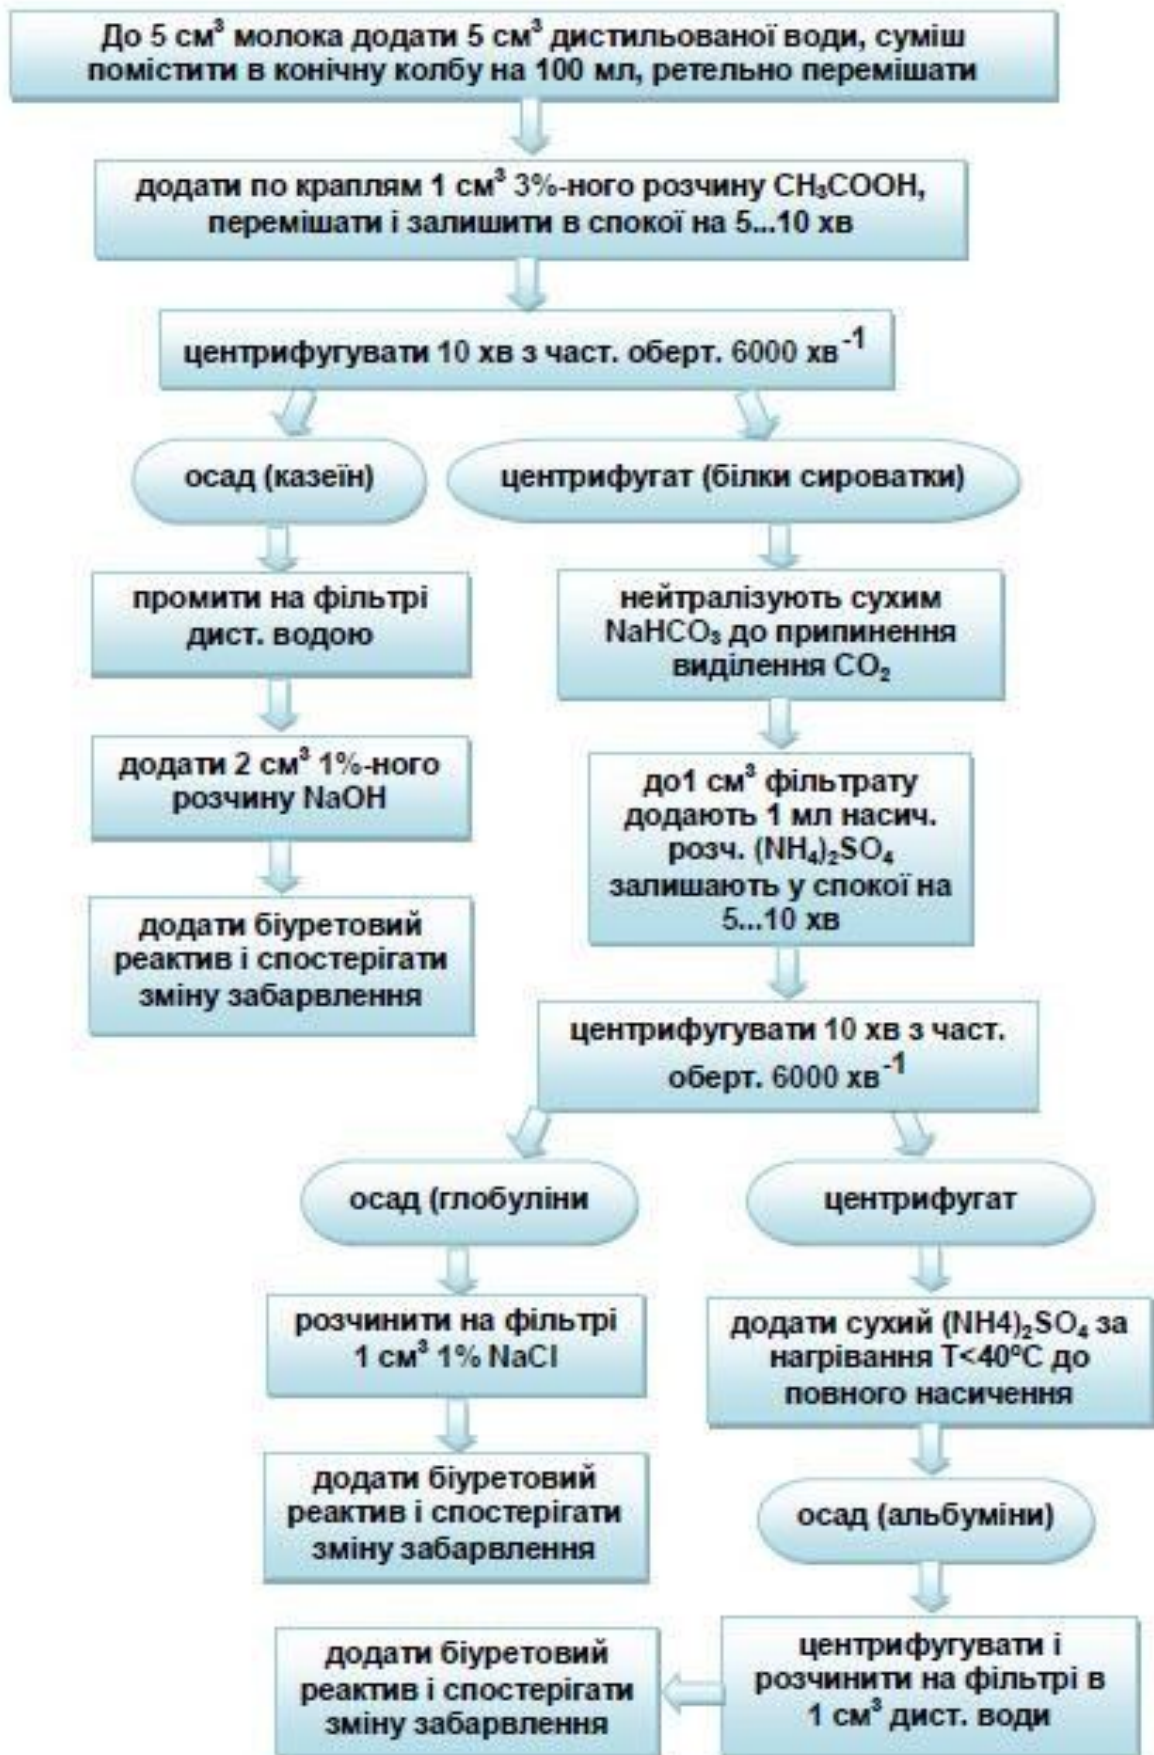 До 5 см³ молока додати 5 см³ дистильованої води, суміш
помістити в конічну колбу на 100 мл, ретельно перемішати
додати по краплям 1 см³ 3%-ного розчину CH₃COOH,
перемішати і залишити в спокої на 5...10 хв
центрифугувати 10 хв з част. оберт. 6000 хв⁻¹
осад (казеїн)
центрифугат (білки сироватки)
промити на фільтрі
дист. водою
нейтралізують сухим
NaHCO₃ до припинення
виділення CO₂
додати 2 см³ 1%-ного
розчину NaOH
до1 см³ фільтрату
додають 1 мл насич.
розч. (NH₄)₂SO₄
залишають у спокої на
5...10 хв
додати біуретовий
реактив і спостерігати
зміну забарвлення
центрифугувати 10 хв з част.
оберт. 6000 хв⁻¹
осад (глобуліни
центрифугат
розчинити на фільтрі
1 см³ 1% NaCl
додати сухий (NH4)₂SO₄ за
нагрівання T<40ºС до
повного насичення
додати біуретовий
реактив і спостерігати
зміну забарвлення
осад (альбуміни)
центрифугувати і
розчинити на фільтрі в
1 см³ дист. води
додати біуретовий
реактив і спостерігати
зміну забарвлення